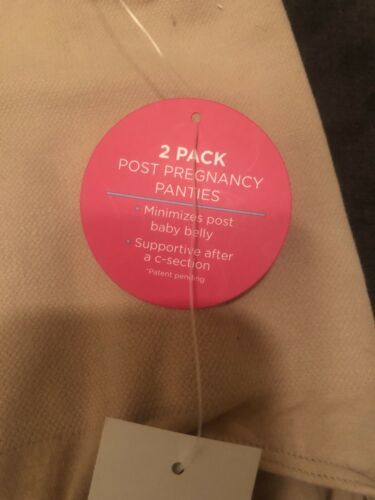 2 PACK
POST PREGNANCY
PANTIES
• Minimizes post
baby belly
• Supportive after
a c-section
*Patent pending